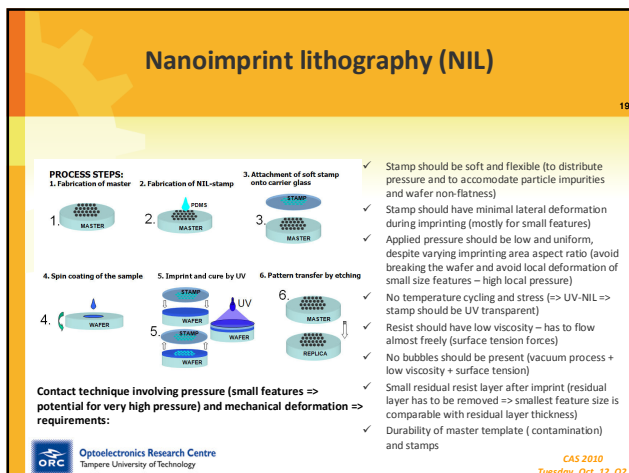 Nanoimprint lithography (NIL)
19
PROCESS STEPS:
1. Fabrication of master
2. Fabrication of NIL-stamp
3. Attachment of soft stamp
onto carrier glass
PDMS
STAMP
1.
MASTER
2.
MASTER
3.
MASTER
4. Spin coating of the sample
5. Imprint and cure by UV
6. Pattern transfer by etching
STAMP
UV
4.
WAFER
WAFER
6.
MASTER
5.
STAMP
WAFER
REPLICA
Contact technique involving pressure (small features =>
potential for very high pressure) and mechanical deformation =>
requirements:
✓ Stamp should be soft and flexible (to distribute
pressure and to accomodate particle impurities
and wafer non-flatness)
✓ Stamp should have minimal lateral deformation
during imprinting (mostly for small features)
✓ Applied pressure should be low and uniform,
despite varying imprinting area aspect ratio (avoid
breaking the wafer and avoid local deformation of
small size features – high local pressure)
✓ No temperature cycling and stress (=> UV-NIL =>
stamp should be UV transparent)
✓ Resist should have low viscosity – has to flow
almost freely (surface tension forces)
✓ No bubbles should be present (vacuum process +
low viscosity + surface tension)
✓ Small residual resist layer after imprint (residual
layer has to be removed => smallest feature size is
comparable with residual layer thickness)
✓ Durability of master template ( contamination)
and stamps
ORC
Optoelectronics Research Centre
Tampere University of Technology
CAS 2010
Tuesday, Oct. 12, O2